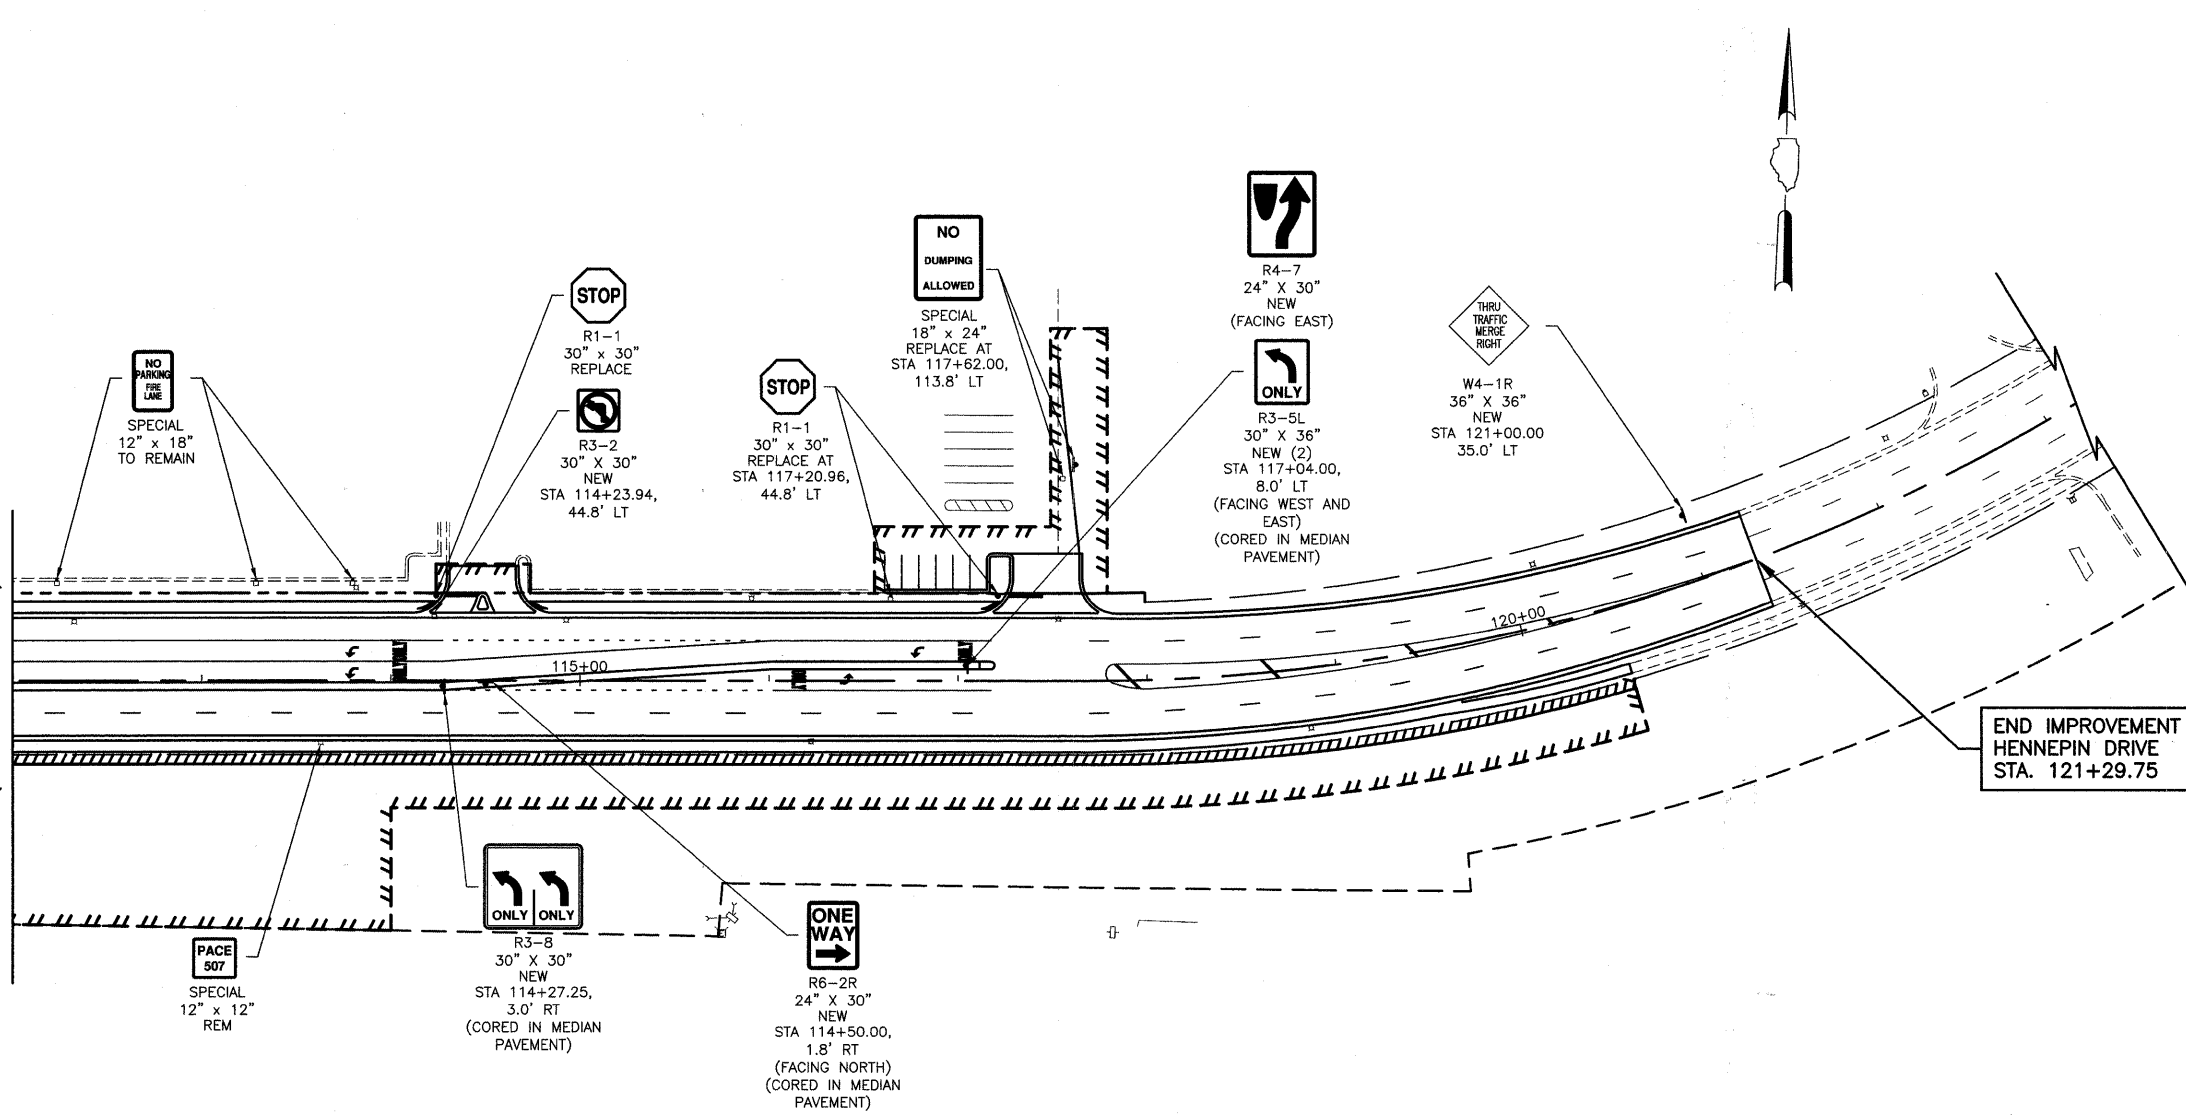 NO
PARKING
FIRE
LANE
SPECIAL
12" x 18"
TO REMAIN
STOP
R1-1
30" x 30"
REPLACE
R3-2
30" X 30"
NEW
STA 114+23.94,
44.8' LT
STOP
R1-1
30" x 30"
REPLACE AT
STA 117+20.96,
44.8' LT
NO
DUMPING
ALLOWED
SPECIAL
18" x 24"
REPLACE AT
STA 117+62.00,
113.8' LT
R4-7
24" X 30"
NEW
(FACING EAST)
ONLY
R3-5L
30" X 36"
NEW (2)
STA 117+04.00,
8.0' LT
(FACING WEST AND
EAST)
(CORED IN MEDIAN
PAVEMENT)
THRU
TRAFFIC
MERGE
RIGHT
W4-1R
36" X 36"
NEW
STA 121+00.00
35.0' LT
ONLY
ONLY
ONLY
ONLY
115+00
120+00
END IMPROVEMENT
HENNEPIN DRIVE
STA. 121+29.75
PACE
507
SPECIAL
12" x 12"
REM
ONLY ONLY
R3-8
30" X 30"
NEW
STA 114+27.25,
3.0' RT
(CORED IN MEDIAN
PAVEMENT)
ONE
WAY
R6-2R
24" X 30"
NEW
STA 114+50.00,
1.8' RT
(FACING NORTH)
(CORED IN MEDIAN
PAVEMENT)